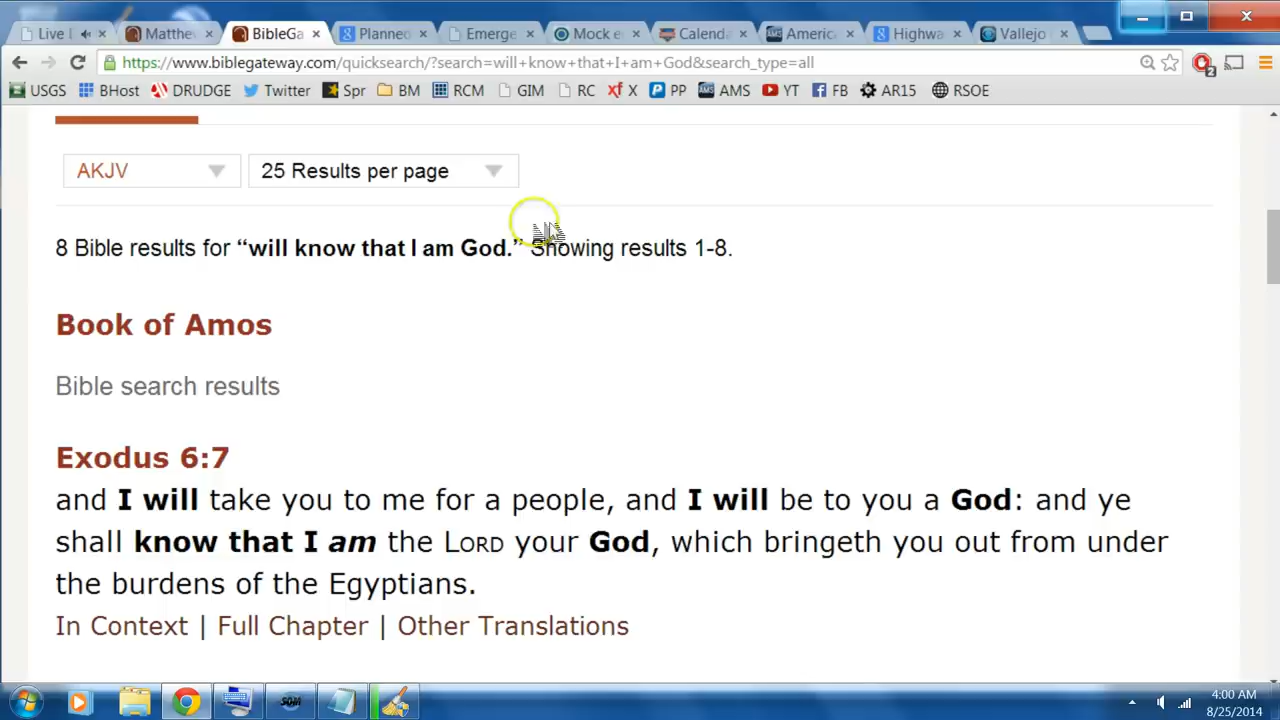 Live L
Matthe
BibleGa
Planned
Emerge
Mock e
Calenda
America
Highwa
Vallejo
https://www.biblegateway.com/quicksearch/?search=will+know+that+I+am+God&search_type=all
2
USGS BHost DRUDGE Twitter Spr BM RCM GIM RC X PP AMS YT FB AR15 RSOE
AKJV 25 Results per page
8 Bible results for “will know that I am God.” Showing results 1-8.
Book of Amos
Bible search results
Exodus 6:7
and I will take you to me for a people, and I will be to you a God: and ye
shall know that I am the LORD your God, which bringeth you out from under
the burdens of the Egyptians.
In Context | Full Chapter | Other Translations
4:00 AM
8/25/2014